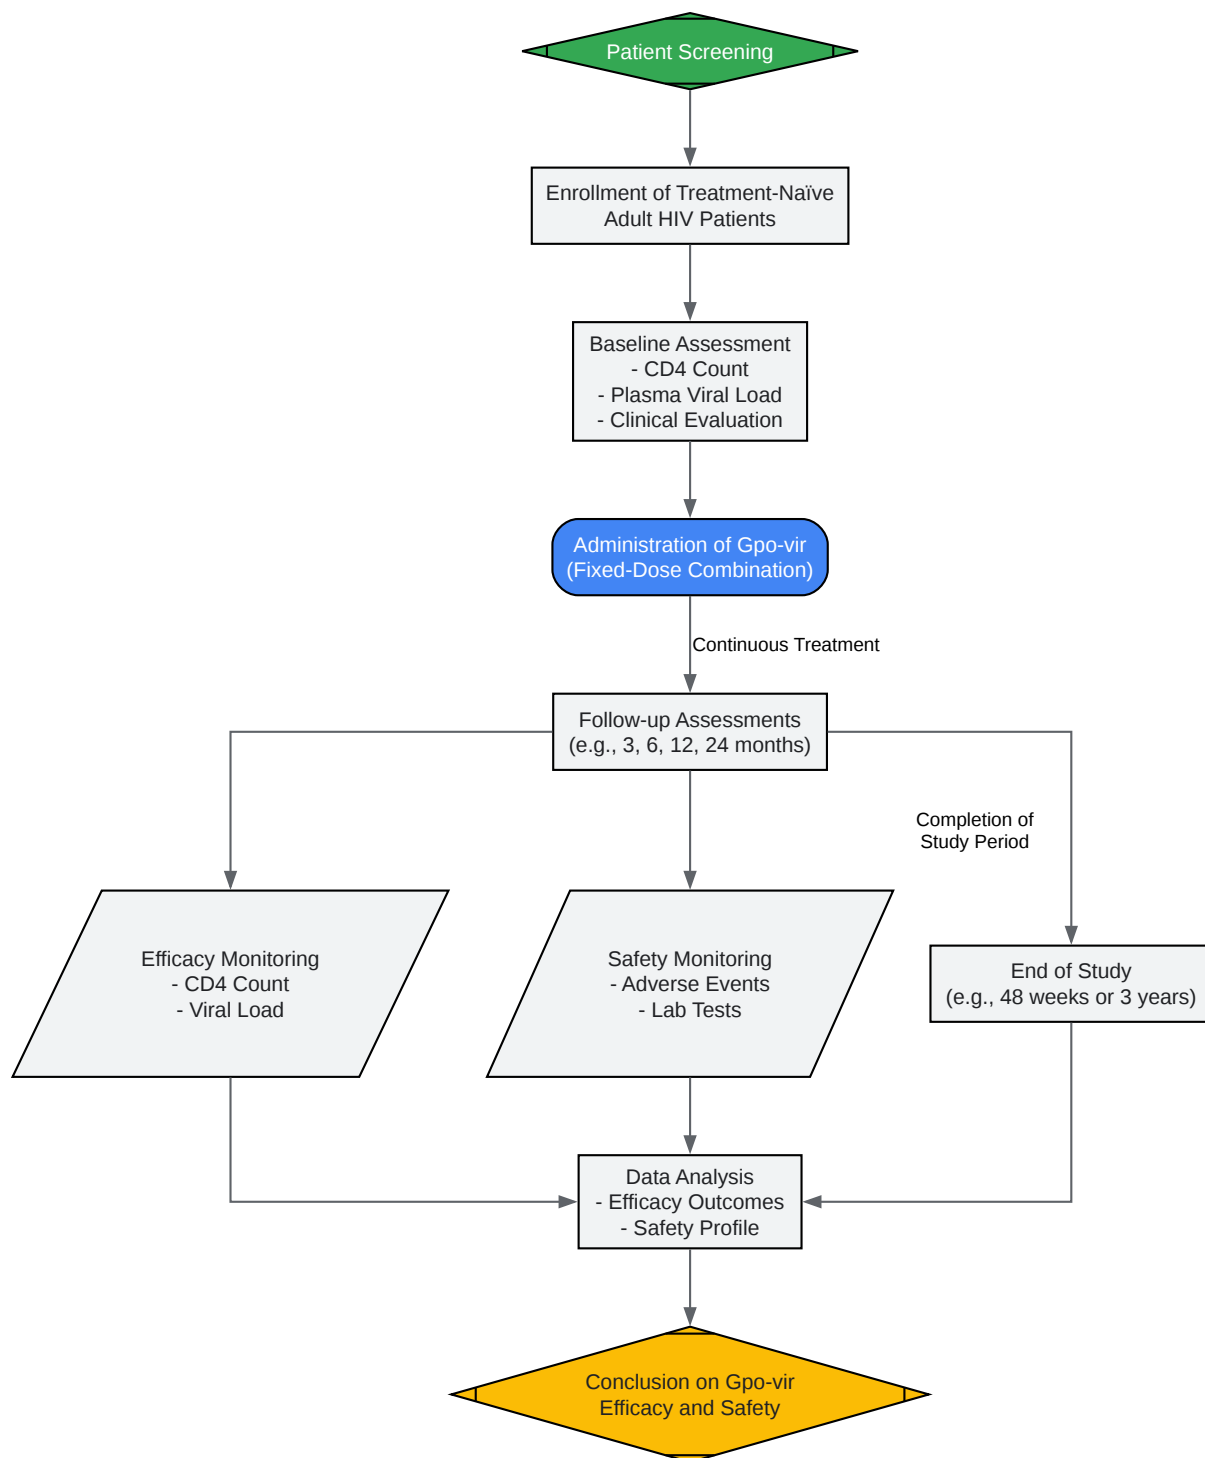 Patient Screening
Enrollment of Treatment-Naïve
Adult HIV Patients
Baseline Assessment
- CD4 Count
- Plasma Viral Load
- Clinical Evaluation
Administration of Gpo-vir
(Fixed-Dose Combination)
Continuous Treatment
Follow-up Assessments
(e.g., 3, 6, 12, 24 months)
Completion of
Study Period
Efficacy Monitoring
- CD4 Count
- Viral Load
Safety Monitoring
- Adverse Events
- Lab Tests
End of Study
(e.g., 48 weeks or 3 years)
Data Analysis
- Efficacy Outcomes
- Safety Profile
Conclusion on Gpo-vir
Efficacy and Safety